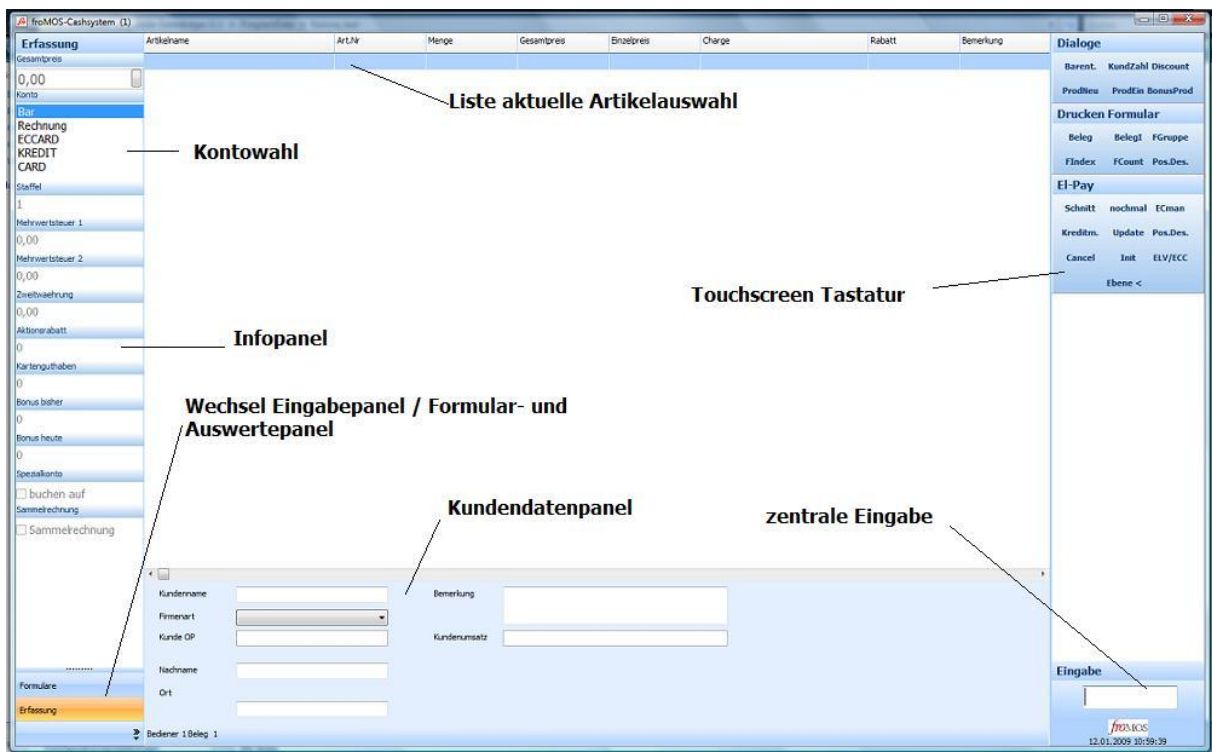 froMOS-Cashsystem (1)
Erfassung
Gesamtpreis
0,00
Konto
Bar
Rechnung
ECCARD
KREDIT
CARD
Staffel
1
Mehrwertsteuer 1
0,00
Mehrwertsteuer 2
0,00
Zweitwaehrung
0,00
Aktionsrabatt
0
Kartenguthaben
0
Bonus bisher
0
Bonus heute
0
Spezialkonto
buchen auf
Sammelrechnung
Sammelrechnung
Formulare
Erfassung
Artikelname Art.Nr Menge Gesamtpreis Einzelpreis Charge Rabatt Bemerkung
Liste aktuelle Artikelauswahl
Kontowahl
Touchscreen Tastatur
Infopanel
Wechsel Eingabepanel / Formular- und
Auswertepanel
Kundendatenpanel
zentrale Eingabe
Kundenname
Bemerkung
Firmenart
Kunde OP
Kundenumsatz
Nachname
Ort
Bediener 1 Beleg 1
Dialoge
Barent. KundZahl Discount
ProdNeu ProdEin BonusProd
Drucken Formular
Beleg BelegI FGruppe
FIndex FCount Pos.Des.
El-Pay
Schnitt nochmal ECman
Kreditm. Update Pos.Des.
Cancel Init ELV/ECC
Ebene <
Eingabe
froMOS
12.01.2009 10:59:39